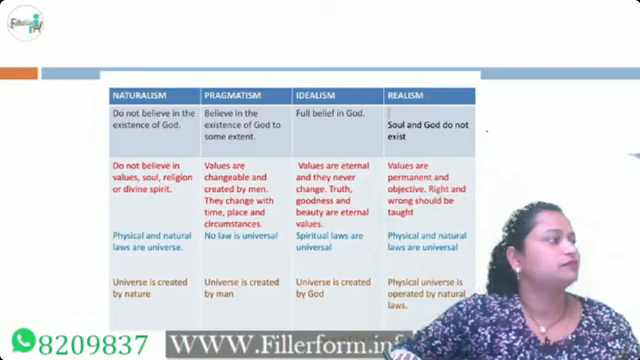 Fillerform
NATURALISM
PRAGMATISM
IDEALISM
REALISM
Do not believe in the
existence of God.
Believe in the
existence of God to
some extent.
Full belief in God.
Soul and God do not
exist
Do not believe in
values, soul, religion
or divine spirit.
Values are
changeable and
created by men.
They change with
time, place and
circumstances.
Values are eternal
and they never
change. Truth,
goodness and
beauty are eternal
values.
Values are
permanent and
objective. Right and
wrong should be
taught
Physical and natural
laws are universe.
No law is universal
Spiritual laws are
universal
Physical and natural
laws are universal
Universe is created
by nature
Universe is created
by man
Universe is created
by God
Physical universe is
operated by natural
laws.
8209837
WWW.Fillerform.inf